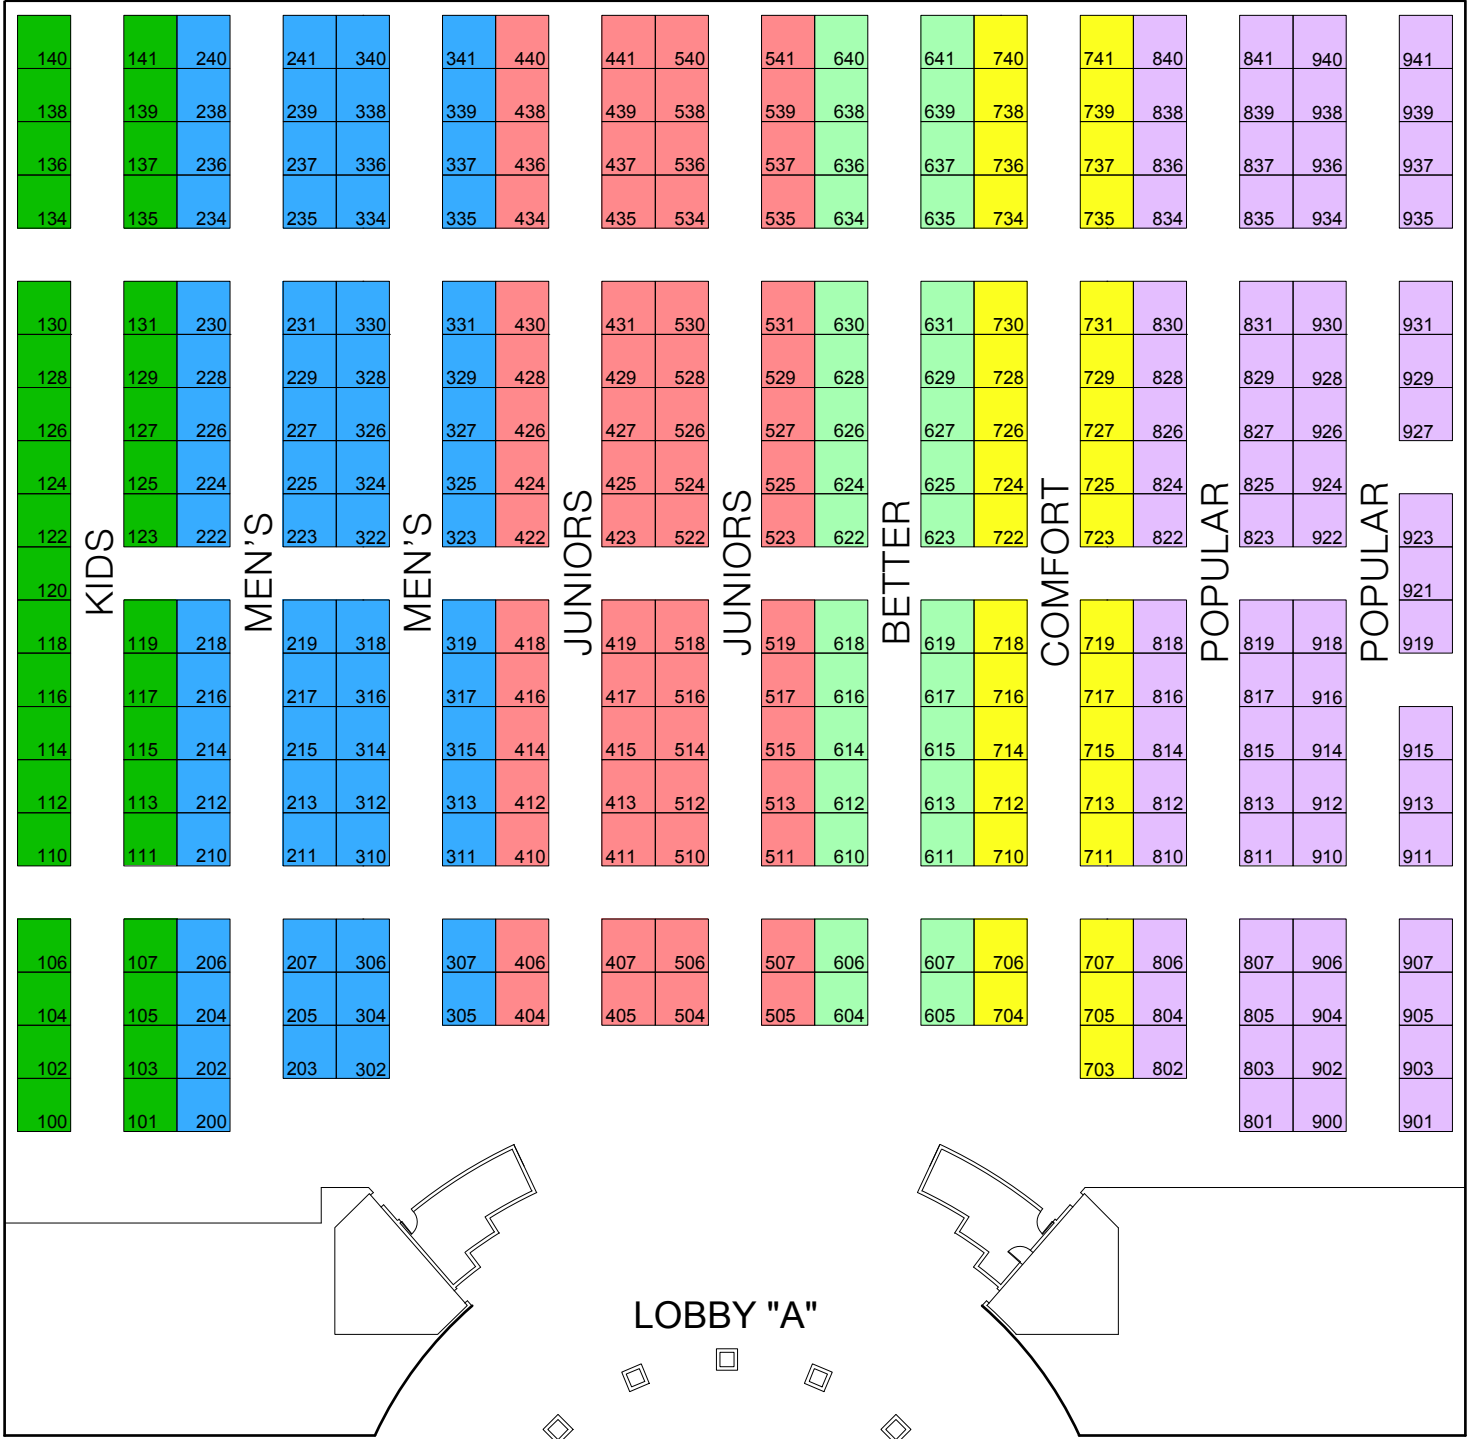 140 141 240 241 340 341 440 441 540 541 640 641 740 741 840 841 940 941
138 139 238 239 338 339 438 439 538 539 638 639 738 739 838 839 938 939
136 137 236 237 336 337 436 437 536 537 636 637 736 737 836 837 936 937
134 135 234 235 334 335 434 435 534 535 634 635 734 735 834 835 934 935
130 131 230 231 330 331 430 431 530 531 630 631 730 731 830 831 930 931
128 129 228 229 328 329 428 429 528 529 628 629 728 729 828 829 928 929
126 127 226 227 326 327 426 427 526 527 626 627 726 727 826 827 926 927
124 125 224 225 324 325 424 425 524 525 624 625 724 725 824 825 924
122 123 222 223 322 323 422 423 522 523 622 623 722 723 822 823 922 923
KIDS MEN'S MEN'S JUNIORS JUNIORS BETTER COMFORT POPULAR POPULAR
120 921
118 119 218 219 318 319 418 419 518 519 618 619 718 719 818 819 918 919
116 117 216 217 316 317 416 417 516 517 616 617 716 717 816 817 916
114 115 214 215 314 315 414 415 514 515 614 615 714 715 814 815 914 915
112 113 212 213 312 313 412 413 512 513 612 613 712 713 812 813 912 913
110 111 210 211 310 311 410 411 510 511 610 611 710 711 810 811 910 911
106 107 206 207 306 307 406 407 506 507 606 607 706 707 806 807 906 907
104 105 204 205 304 305 404 405 504 505 604 605 704 705 804 805 904 905
102 103 202 203 302 703 802 803 902 903
100 101 200 801 900 901
LOBBY "A"